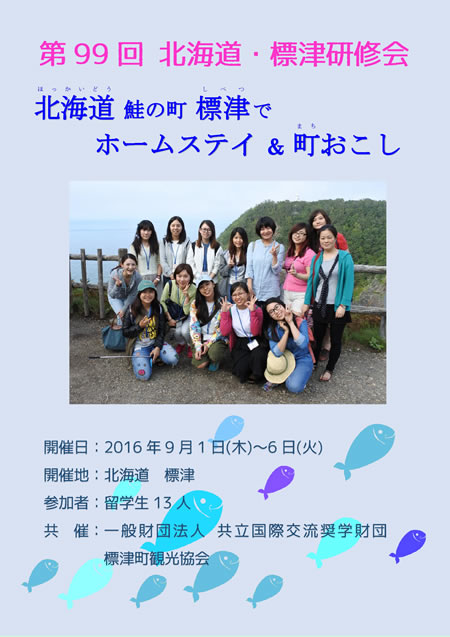 第99回 北海道・標津研修会
ほっかいどう しべつ
北海道 鮭の町 標津で
まち
ホームステイ & 町おこし
開催日：2016年9月1日(木)～6日(火)
開催地：北海道 標津
参加者：留学生13人
共 催：一般財団法人 共立国際交流奨学財団
標津町観光協会